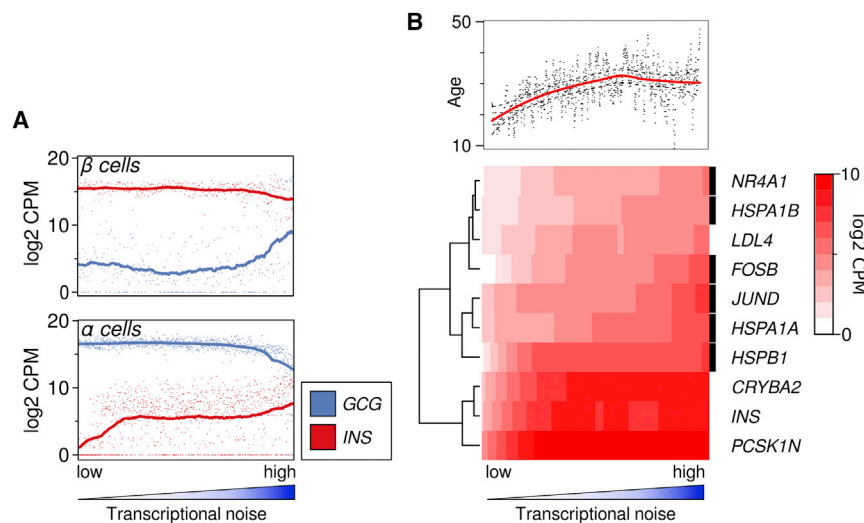 A
β cells
log2 CPM
20
10
0
α cells
log2 CPM
20
10
0
low
high
Transcriptional noise
GCG
INS
B
Age
50
10
NR4A1
HSPA1B
LDL4
FOSB
JUND
HSPA1A
HSPB1
CRYBA2
INS
PCSK1N
low
high
Transcriptional noise
10
0
log2 CPM